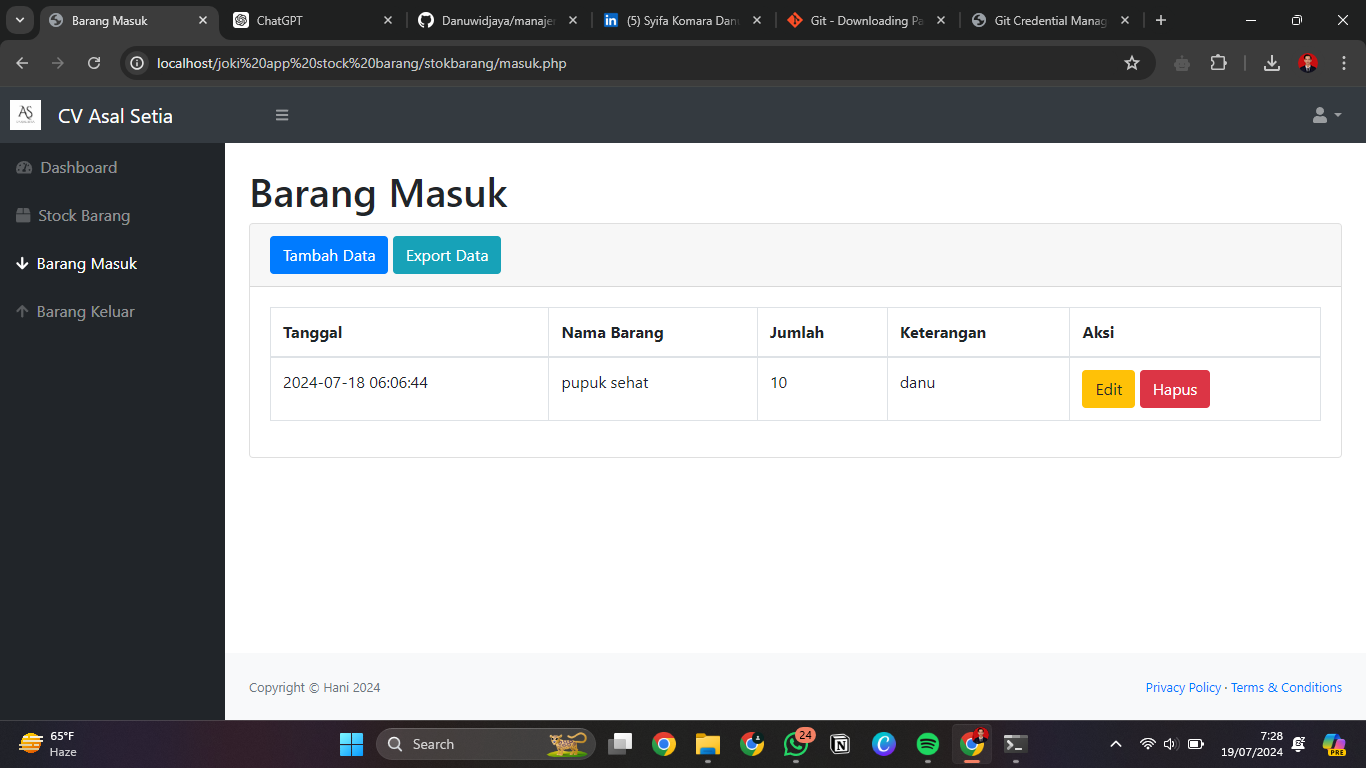 Barang Masuk
ChatGPT
Danuwidjaya/manajer
(5) Syifa Komara Danu
Git - Downloading Pa
Git Credential Manag
localhost/joki%20app%20stock%20barang/stokbarang/masuk.php
AS
CV Asal Setia
Dashboard
Stock Barang
Barang Masuk
Barang Keluar
Barang Masuk
Tambah Data Export Data
Tanggal Nama Barang Jumlah Keterangan Aksi
2024-07-18 06:06:44 pupuk sehat 10 danu Edit Hapus
Copyright © Hani 2024
Privacy Policy · Terms & Conditions
65°F
Haze
Search
24
7:28
19/07/2024
PRE